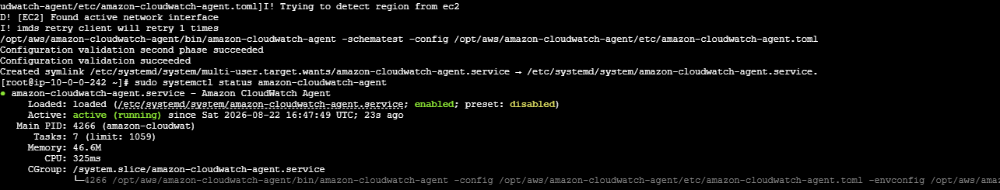 udwatch-agent/etc/amazon-cloudwatch-agent.toml]I! Trying to detect region from ec2
D! [EC2] Found active network interface
I! imds retry client will retry 1 times
/opt/aws/amazon-cloudwatch-agent/bin/amazon-cloudwatch-agent -schematest -config /opt/aws/amazon-cloudwatch-agent/etc/amazon-cloudwatch-agent.toml
Configuration validation second phase succeeded
Configuration validation succeeded
Created symlink /etc/systemd/system/multi-user.target.wants/amazon-cloudwatch-agent.service → /etc/systemd/system/amazon-cloudwatch-agent.service.
[root@ip-10-0-0-242 ~]# sudo systemctl status amazon-cloudwatch-agent
● amazon-cloudwatch-agent.service - Amazon CloudWatch Agent
Loaded: loaded (/etc/systemd/system/amazon-cloudwatch-agent.service; enabled; preset: disabled)
Active: active (running) since Sat 2026-08-22 16:47:49 UTC; 23s ago
Main PID: 4266 (amazon-cloudwat)
Tasks: 7 (limit: 1059)
Memory: 46.6M
CPU: 325ms
CGroup: /system.slice/amazon-cloudwatch-agent.service
└─4266 /opt/aws/amazon-cloudwatch-agent/bin/amazon-cloudwatch-agent -config /opt/aws/amazon-cloudwatch-agent/etc/amazon-cloudwatch-agent.toml -envconfig /opt/aws/ama